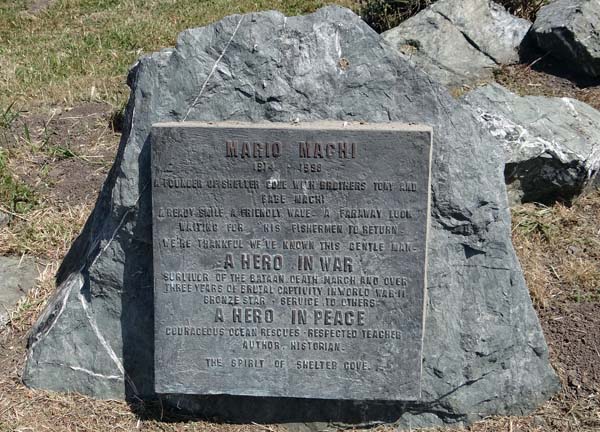 MARIO MACHI
1914 - 1998
A FOUNDER OF SHELTER COVE WITH BROTHERS TONY AND
BABE MACHI
A READY SMILE A FRIENDLY WAVE - A FARAWAY LOOK
WAITING FOR HIS FISHERMEN TO RETURN.
WE'RE THANKFUL WE'VE KNOWN THIS GENTLE MAN-
A HERO IN WAR
SURVIVOR OF THE BATAAN DEATH MARCH AND OVER
THREE YEARS OF BRUTAL CAPTIVITY IN WORLD WAR II
BRONZE STAR - SERVICE TO OTHERS-
A HERO IN PEACE
COURAGEOUS OCEAN RESCUES - RESPECTED TEACHER
AUTHOR, HISTORIAN.
THE SPIRIT OF SHELTER COVE.